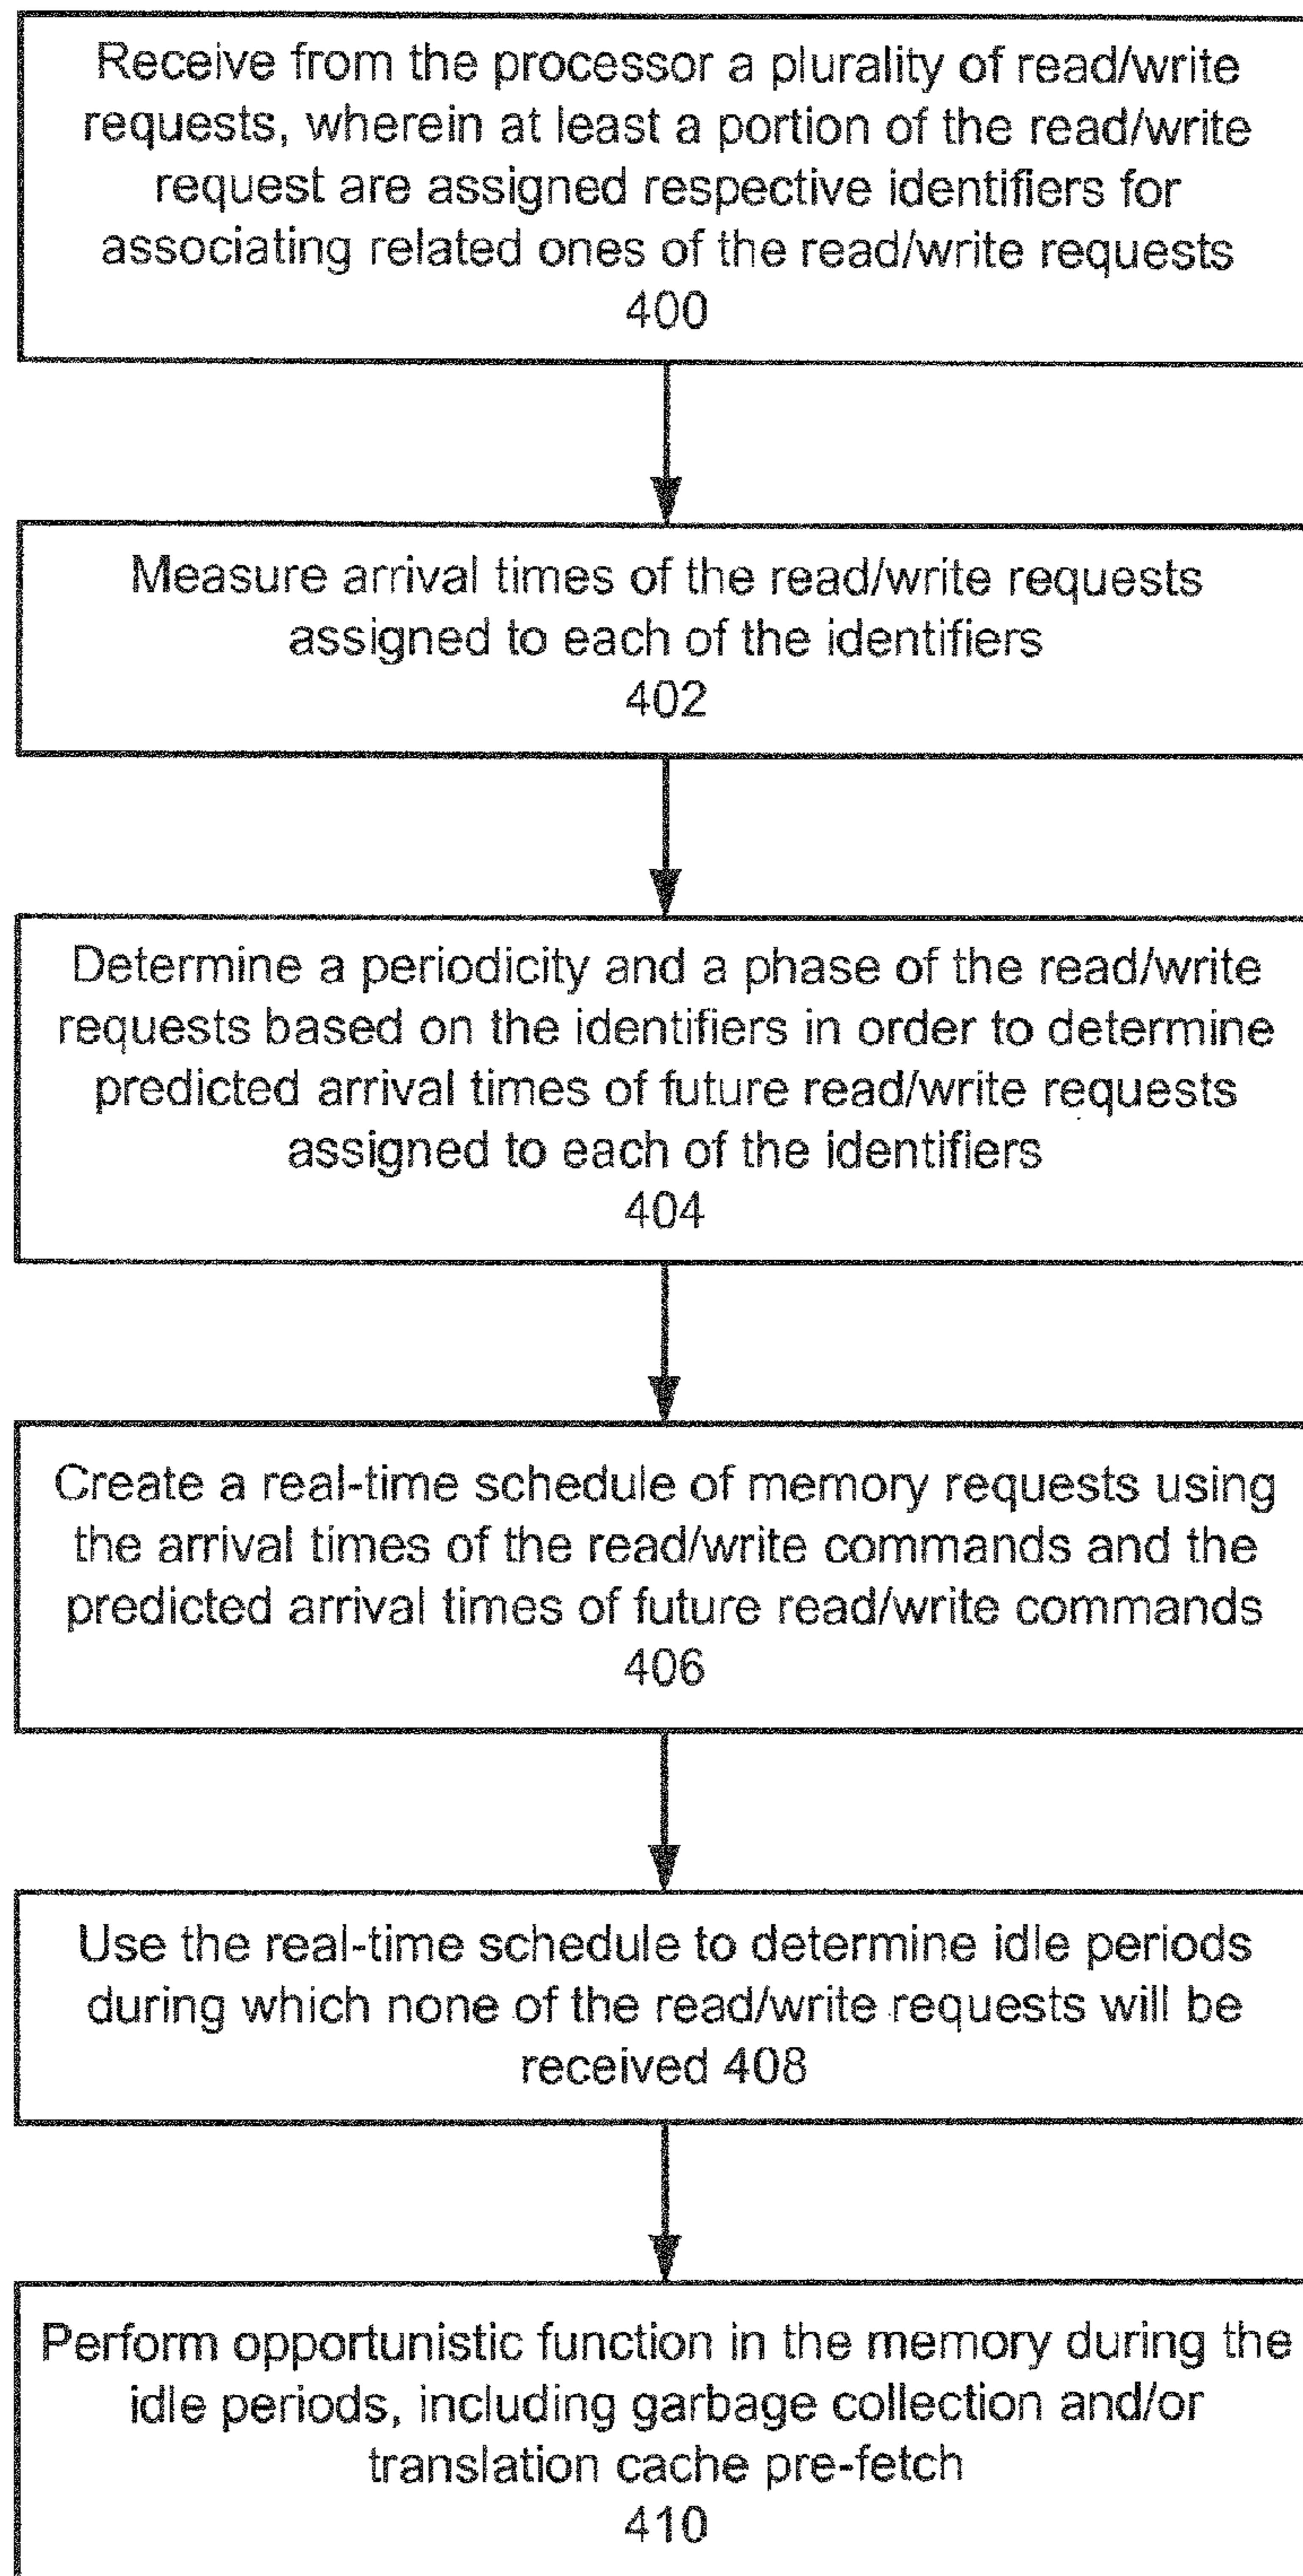 Receive from the processor a plurality of read/write
requests, wherein at least a portion of the read/write
request are assigned respective identifiers for
associating related ones of the read/write requests
400
Measure arrival times of the read/write requests
assigned to each of the identifiers
402
Determine a periodicity and a phase of the read/write
requests based on the identifiers in order to determine
predicted arrival times of future read/write requests
assigned to each of the identifiers
404
Create a real-time schedule of memory requests using
the arrival times of the read/write commands and the
predicted arrival times of future read/write commands
406
Use the real-time schedule to determine idle periods
during which none of the read/write requests will be
received 408
Perform opportunistic function in the memory during the
idle periods, including garbage collection and/or
translation cache pre-fetch
410